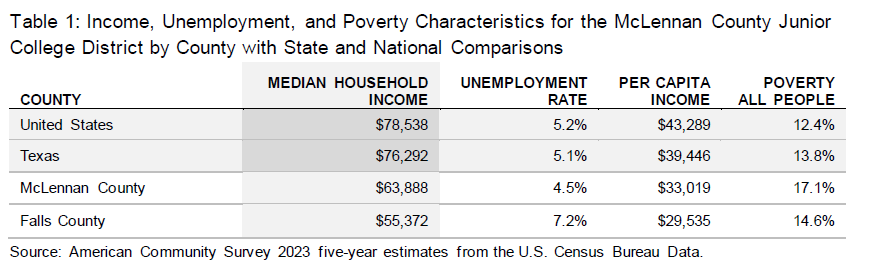 Table 1: Income, Unemployment, and Poverty Characteristics for the McLennan County Junior
College District by County with State and National Comparisons
COUNTY MEDIAN HOUSEHOLD INCOME UNEMPLOYMENT RATE PER CAPITA INCOME POVERTY ALL PEOPLE
United States $78,538 5.2% $43,289 12.4%
Texas $76,292 5.1% $39,446 13.8%
McLennan County $63,888 4.5% $33,019 17.1%
Falls County $55,372 7.2% $29,535 14.6%
Source: American Community Survey 2023 five-year estimates from the U.S. Census Bureau Data.